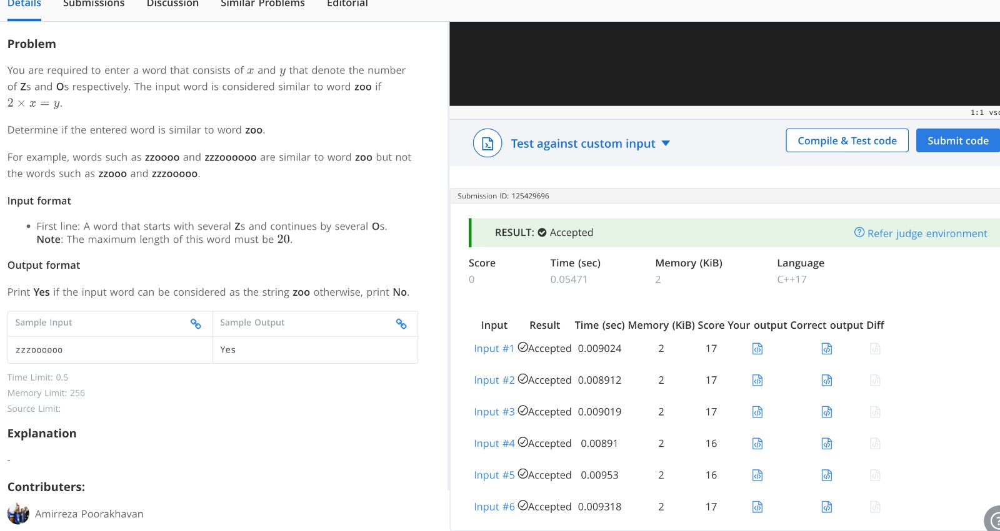 Details Submissions Discussion Similar Problems Editorial
Problem
You are required to enter a word that consists of x and y that denote the number
of Zs and Os respectively. The input word is considered similar to word zoo if
2 × x = y.
Determine if the entered word is similar to word zoo.
For example, words such as zzoooo and zzzoooooo are similar to word zoo but not
the words such as zzooo and zzzooooo.
Input format
• First line: A word that starts with several Zs and continues by several Os.
Note: The maximum length of this word must be 20.
Output format
Print Yes if the input word can be considered as the string zoo otherwise, print No.
Sample Input Sample Output
zzzoooooo Yes
Time Limit: 0.5
Memory Limit: 256
Source Limit:
Explanation
-
Contributers:
Amirreza Poorakhavan
1:1
Test against custom input
Compile & Test code
Submit code
Submission ID: 125429696
RESULT: Accepted
Refer judge environment
Score Time (sec) Memory (KiB) Language
0 0.05471 2 C++17
Input Result Time (sec) Memory (KiB) Score Your output Correct output Diff
Input #1 Accepted 0.009024 2 17
Input #2 Accepted 0.008912 2 17
Input #3 Accepted 0.009019 2 17
Input #4 Accepted 0.00891 2 16
Input #5 Accepted 0.00953 2 16
Input #6 Accepted 0.009318 2 17